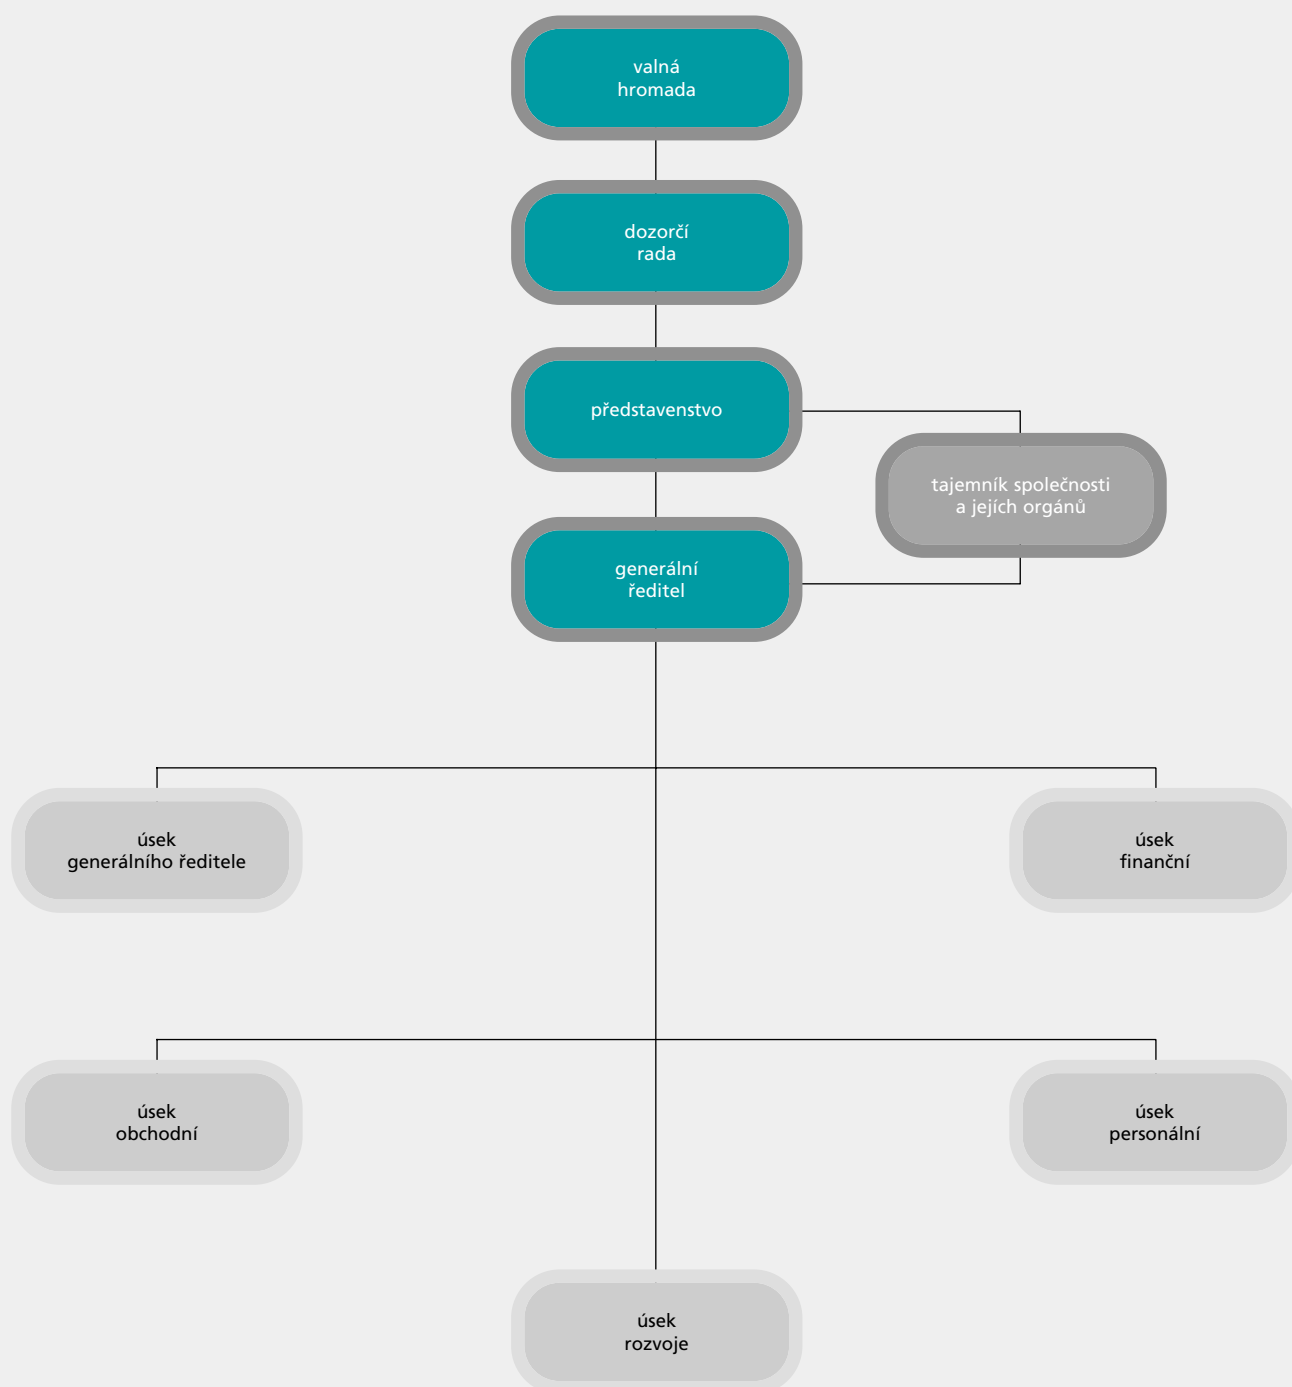 valná
hromada
dozorčí
rada
představenstvo
tajemník společnosti
a jejích orgánů
generální
ředitel
úsek
generálního ředitele
úsek
finanční
úsek
obchodní
úsek
personální
úsek
rozvoje